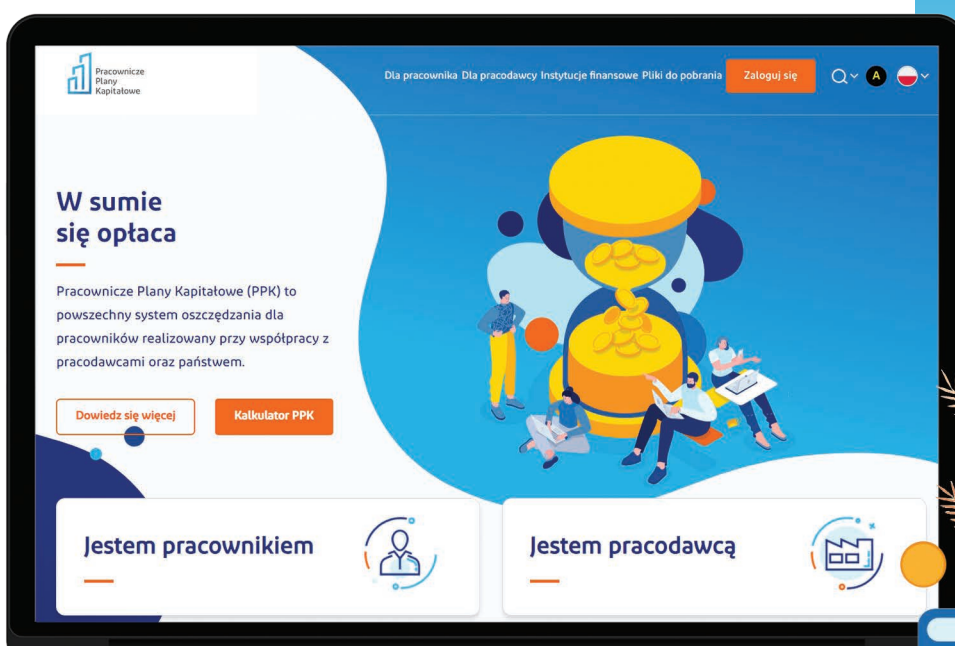 Pracownicze
Plany
Kapitałowe
Dla pracownika Dla pracodawcy Instytucje finansowe Pliki do pobrania Zaloguj się A
W sumie
się opłaca
Pracownicze Plany Kapitałowe (PPK) to
powszechny system oszczędzania dla
pracowników realizowany przy współpracy z
pracodawcami oraz państwem.
Dowiedz się więcej Kalkulator PPK
Jestem pracownikiem Jestem pracodawcą